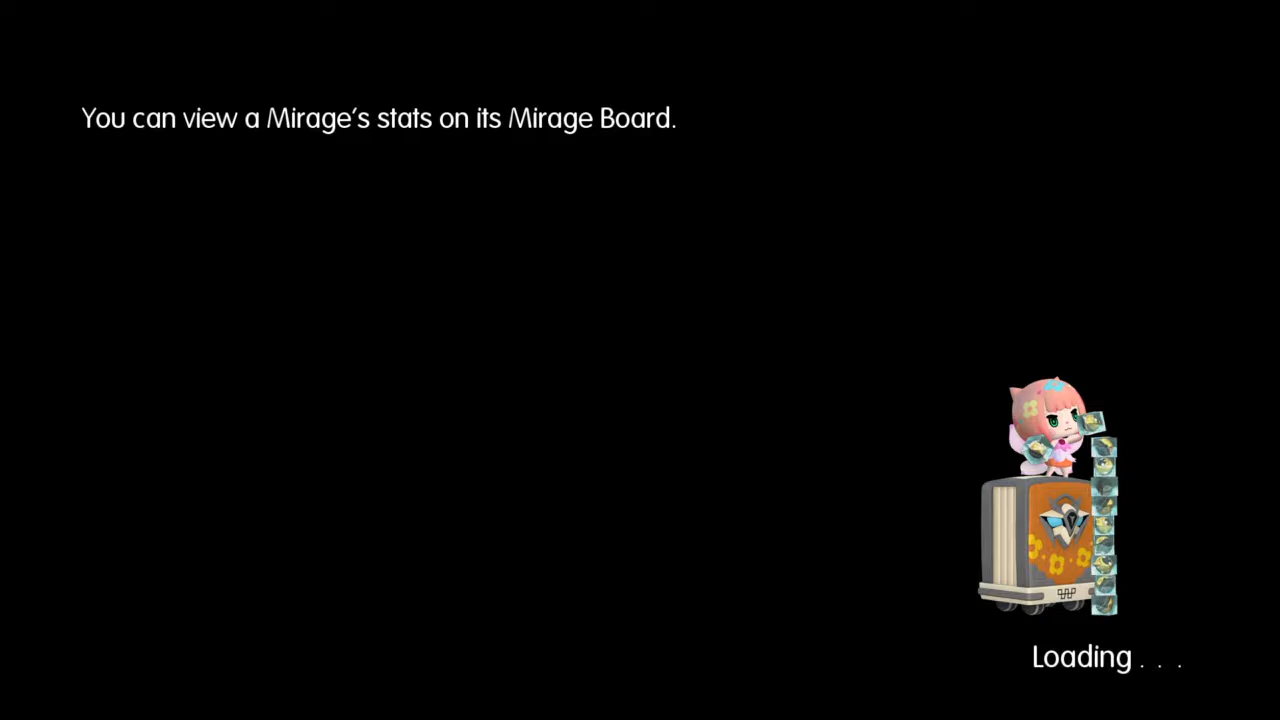 You can view a Mirage's stats on its Mirage Board.
Loading . . .